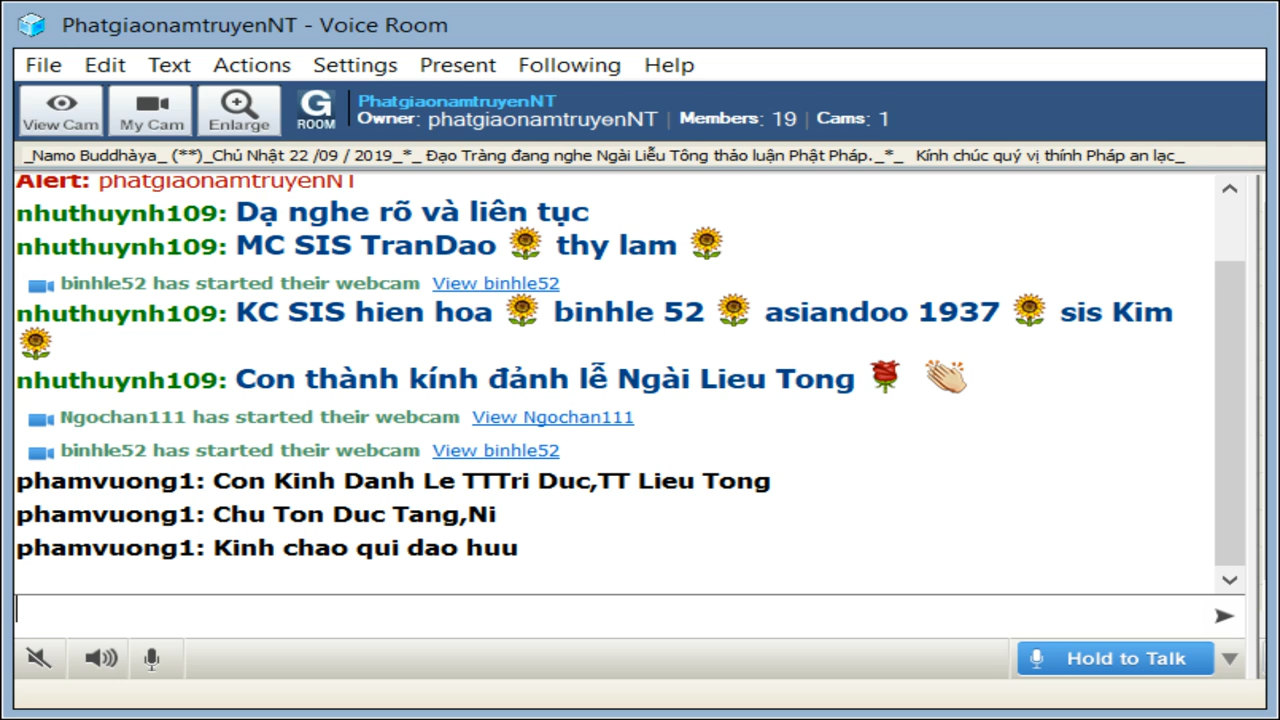 PhatgiaonamtruyenNT - Voice Room
File Edit Text Actions Settings Present Following Help
View Cam My Cam Enlarge G ROOM
PhatgiaonamtruyenNT
Owner: phatgiaonamtruyenNT | Members: 19 | Cams: 1
_Namo Buddhàya_ (**)_Chủ Nhật 22 /09 / 2019_*_ Đạo Tràng đang nghe Ngài Liễu Tông thảo luận Phật Pháp._*_ Kính chúc quý vị thính Pháp an lạc_
Alert: phatgiaonamtruyenNT
nhuthuynh109: Dạ nghe rõ và liên tục
nhuthuynh109: MC SIS TranDao 🌻 thy lam 🌻
binhle52 has started their webcam View binhle52
nhuthuynh109: KC SIS hien hoa 🌻 binhle 52 🌻 asiandoo 1937 🌻 sis Kim
🌻
nhuthuynh109: Con thành kính đảnh lễ Ngài Lieu Tong 🌹 👏
Ngochan111 has started their webcam View Ngochan111
binhle52 has started their webcam View binhle52
phamvuong1: Con Kinh Danh Le TTTri Duc,TT Lieu Tong
phamvuong1: Chu Ton Duc Tang,Ni
phamvuong1: Kinh chao qui dao huu
Hold to Talk